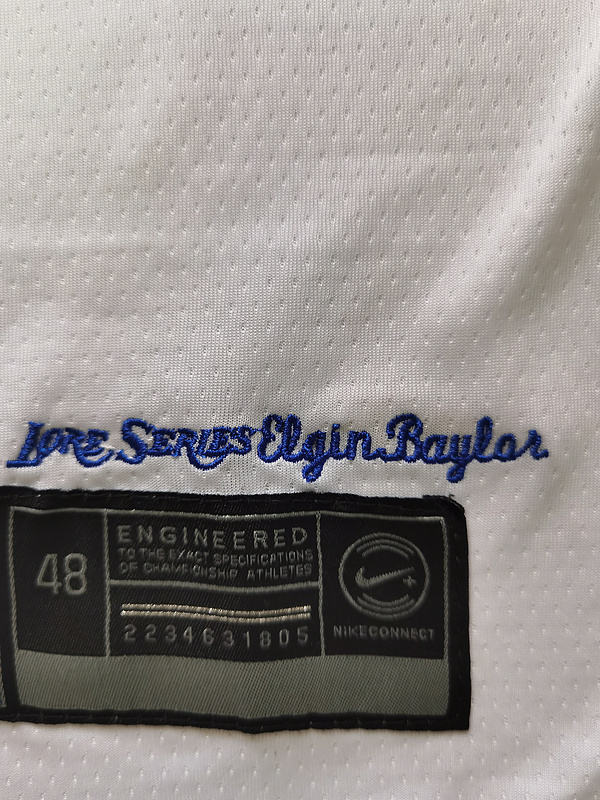 Lore Series Elgin Baylor
48
ENGINEERED
TO THE EXACT SPECIFICATIONS
OF CHAMPIONSHIP ATHLETES
2234631805
NIKECONNECT